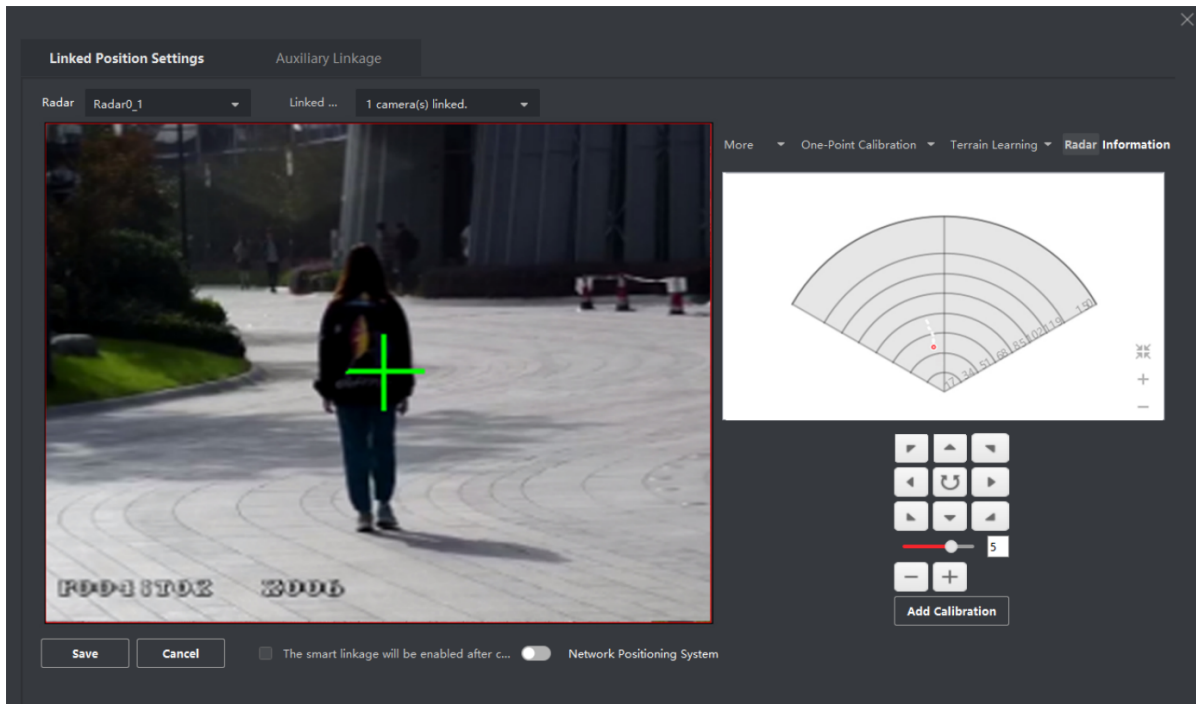 Linked Position Settings
Auxiliary Linkage
Radar
Radar0_1
Linked ...
1 camera(s) linked.
More
One-Point Calibration
Terrain Learning
Radar Information
17 34 51 68 85 102 119 150
5
Add Calibration
Save
Cancel
The smart linkage will be enabled after c...
Network Positioning System